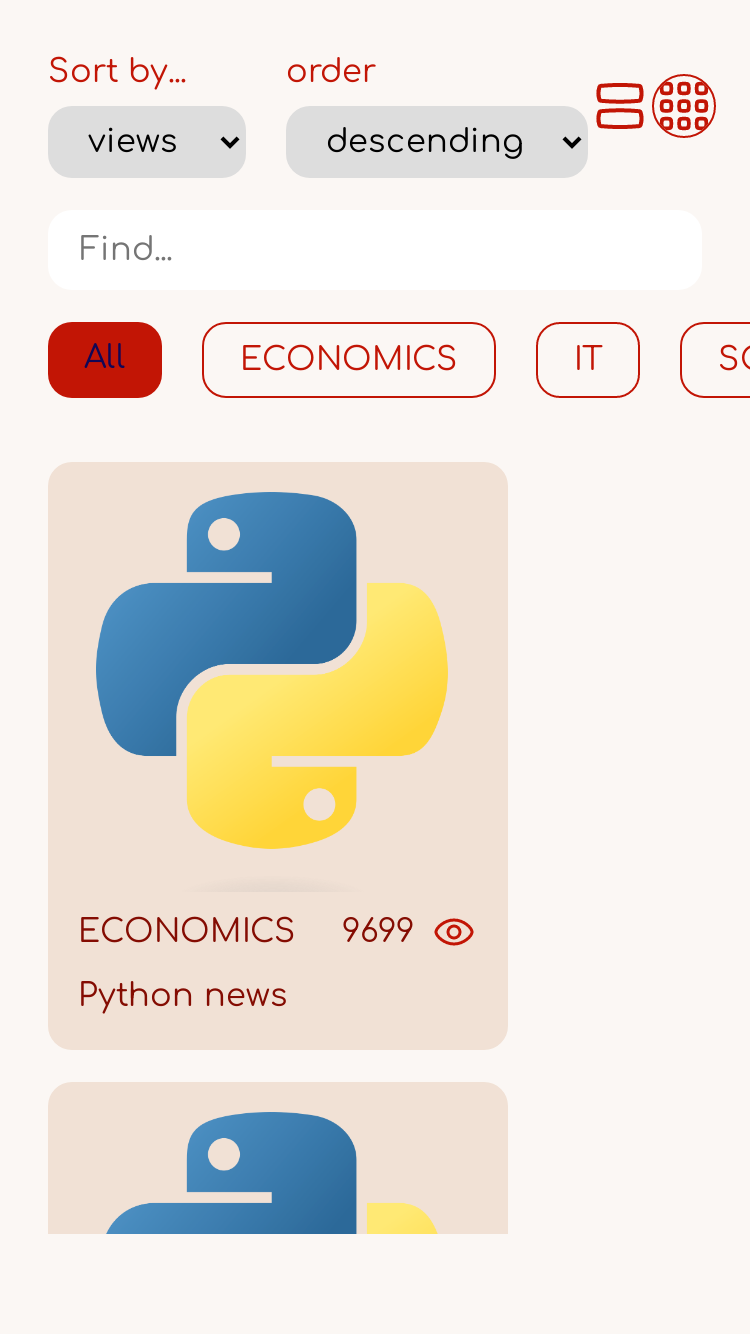 Sort by... order
views descending
Find...
All ECONOMICS IT
ECONOMICS 9699
Python news